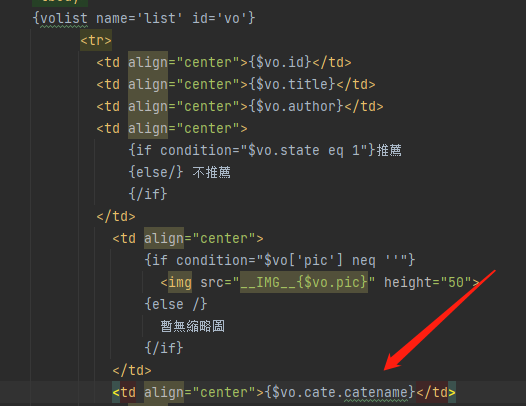 {volist name='list' id='vo'}
<tr>
<td align="center">{$vo.id}</td>
<td align="center">{$vo.title}</td>
<td align="center">{$vo.author}</td>
<td align="center">
{if condition="$vo.state eq 1"}推薦
{else/} 不推薦
{/if}
</td>
<td align="center">
{if condition="$vo['pic'] neq ''"}
<img src="__IMG__{$vo.pic}" height="50">
{else /}
暫無缩略圖
{/if}
</td>
<td align="center">{$vo.cate.catename}</td>